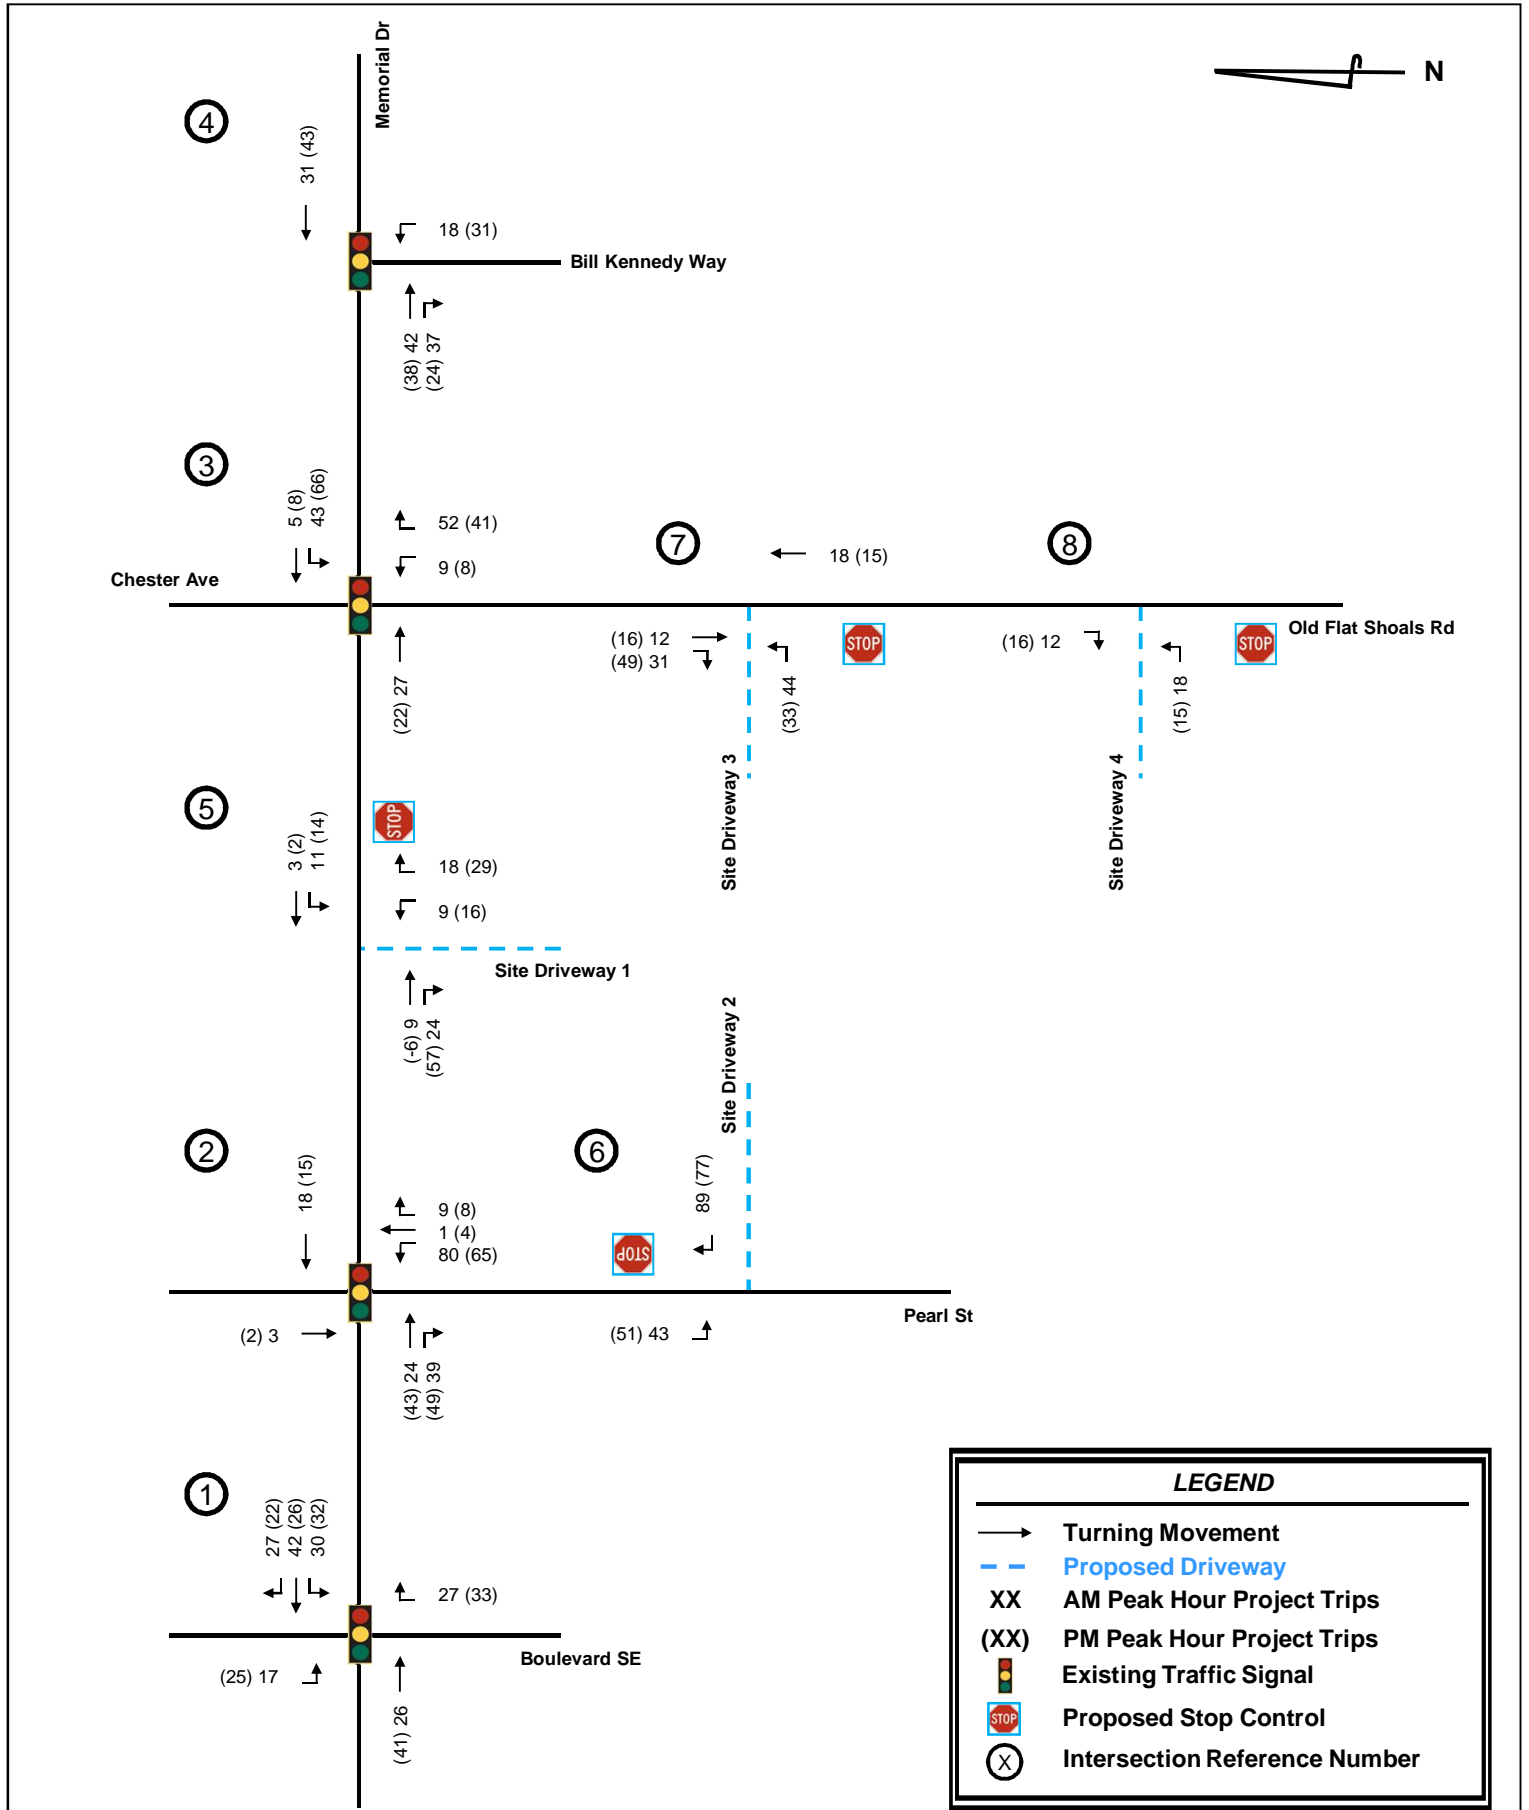 N
Memorial Dr
4
31 (43)
18 (31)
Bill Kennedy Way
(38) 42
(24) 37
3
5 (8)
43 (66)
52 (41)
9 (8)
Chester Ave
(22) 27
7
18 (15)
8
Old Flat Shoals Rd
(16) 12
(49) 31
STOP
(33) 44
Site Driveway 3
(16) 12
STOP
(15) 18
Site Driveway 4
5
3 (2)
11 (14)
STOP
18 (29)
9 (16)
Site Driveway 1
(-6) 9
(57) 24
Site Driveway 2
2
18 (15)
9 (8)
1 (4)
80 (65)
6
STOP
89 (77)
Pearl St
(2) 3
(43) 24
(49) 39
(51) 43
1
27 (22)
42 (26)
30 (32)
27 (33)
Boulevard SE
(25) 17
(41) 26
LEGEND
Turning Movement
Proposed Driveway
XX AM Peak Hour Project Trips
(XX) PM Peak Hour Project Trips
Existing Traffic Signal
STOP Proposed Stop Control
X Intersection Reference Number